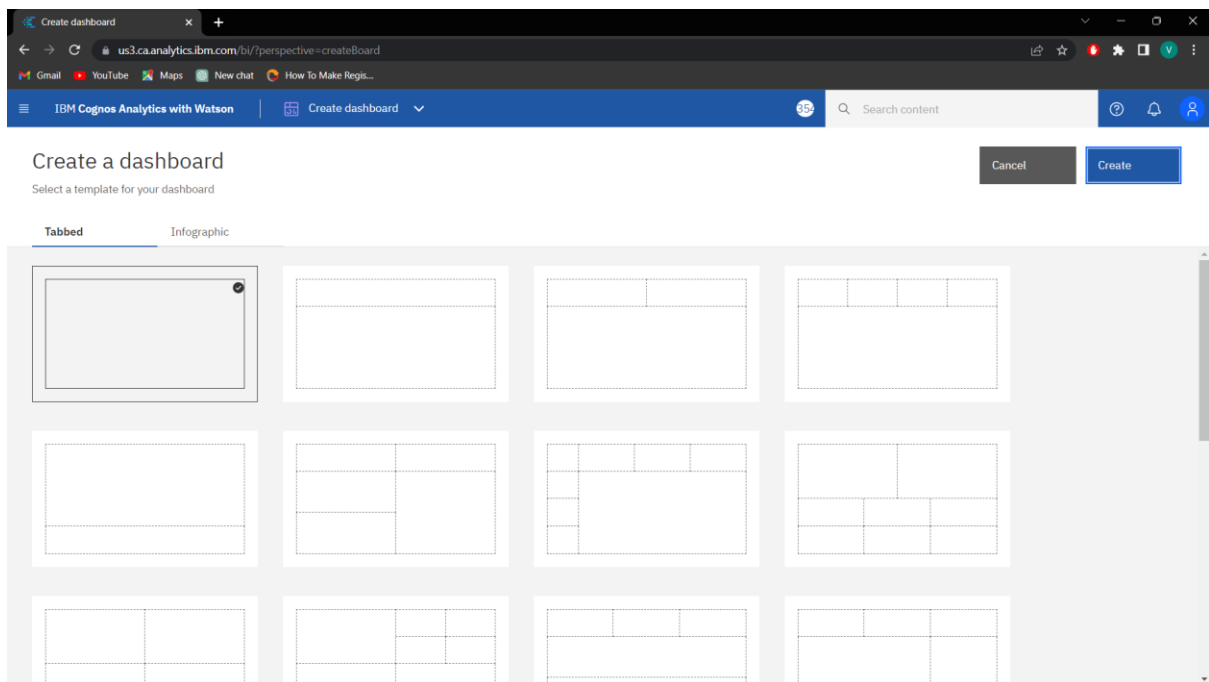 Create dashboard
us3.ca.analytics.ibm.com/bi/?perspective=createBoard
Gmail YouTube Maps New chat How To Make Regis...
IBM Cognos Analytics with Watson Create dashboard 354 Search content
Create a dashboard
Cancel Create
Select a template for your dashboard
Tabbed Infographic